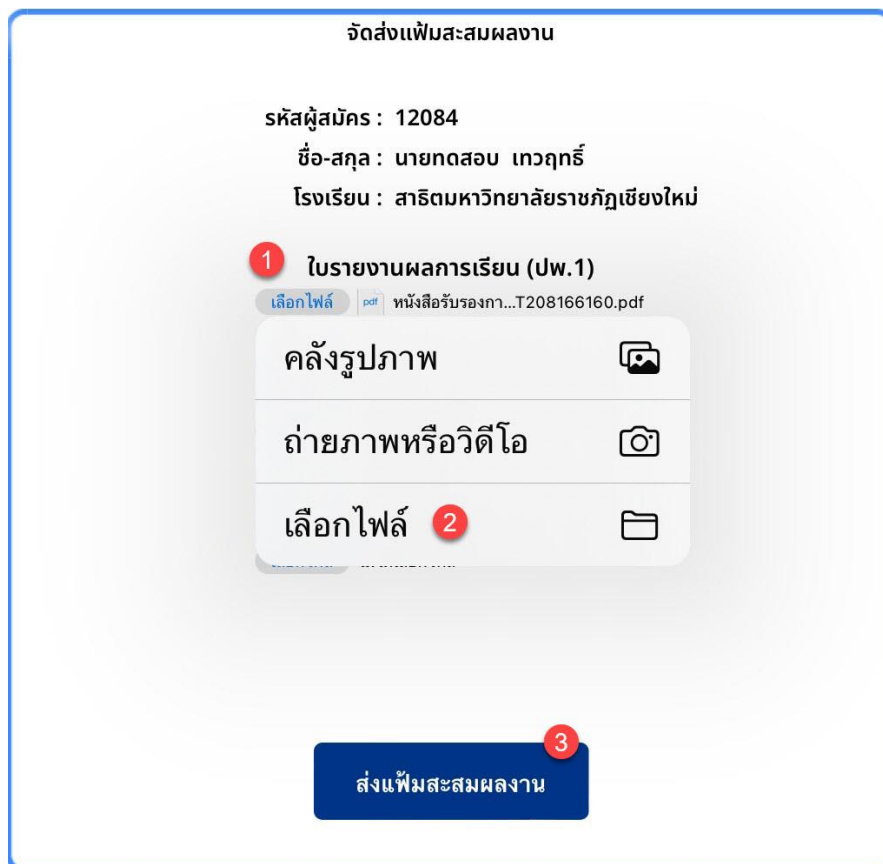 จัดส่งแฟ้มสะสมผลงาน
รหัสผู้สมัคร : 12084
ชื่อ-สกุล : นายทดสอบ เทวฤทธิ์
โรงเรียน : สาธิตมหาวิทยาลัยราชภัฏเชียงใหม่
1 ใบรายงานผลการเรียน (ปพ.1)
เลือกไฟล์ pdf หนังสือรับรองกา...T208166160.pdf
คลังรูปภาพ
ถ่ายภาพหรือวิดีโอ
เลือกไฟล์ 2
3
ส่งแฟ้มสะสมผลงาน